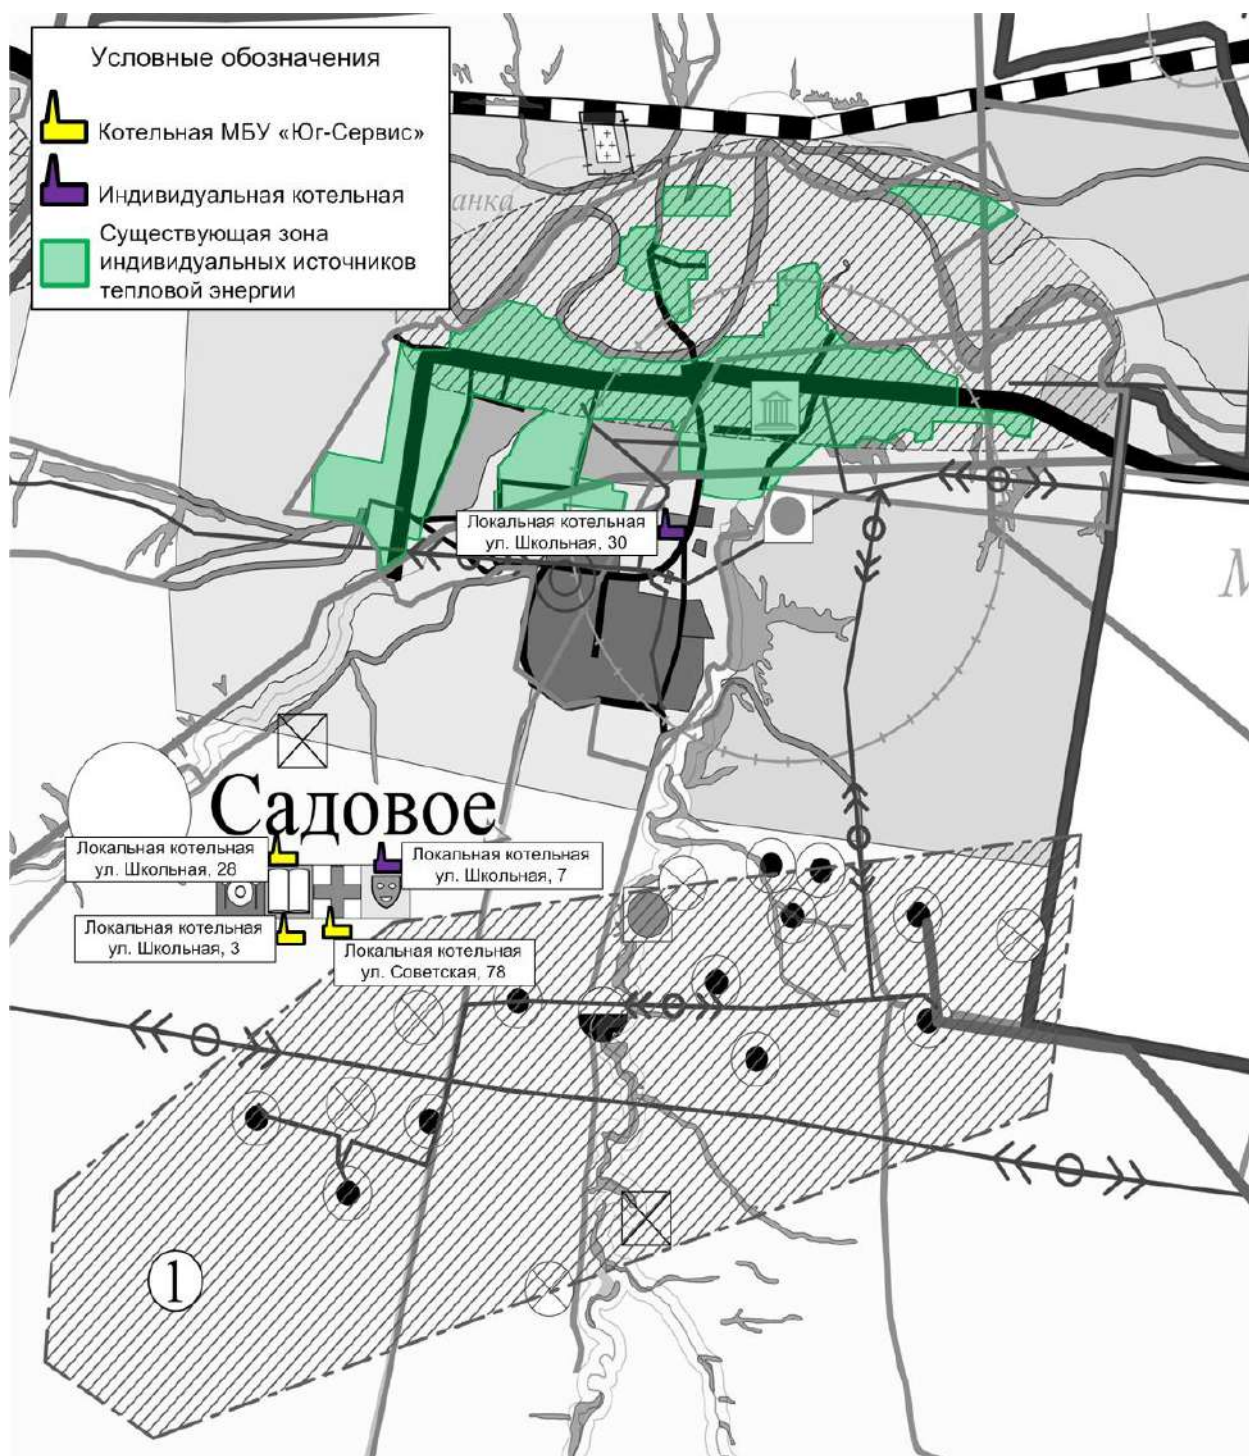 Условные обозначения
Котельная МБУ «Юг-Сервис»
Индивидуальная котельная
Существующая зона
индивидуальных источников
тепловой энергии
анка
Локальная котельная
ул. Школьная, 30
М
Садовое
Локальная котельная
ул. Школьная, 28
Локальная котельная
ул. Школьная, 7
Локальная котельная
ул. Школьная, 3
Локальная котельная
ул. Советская, 78
1